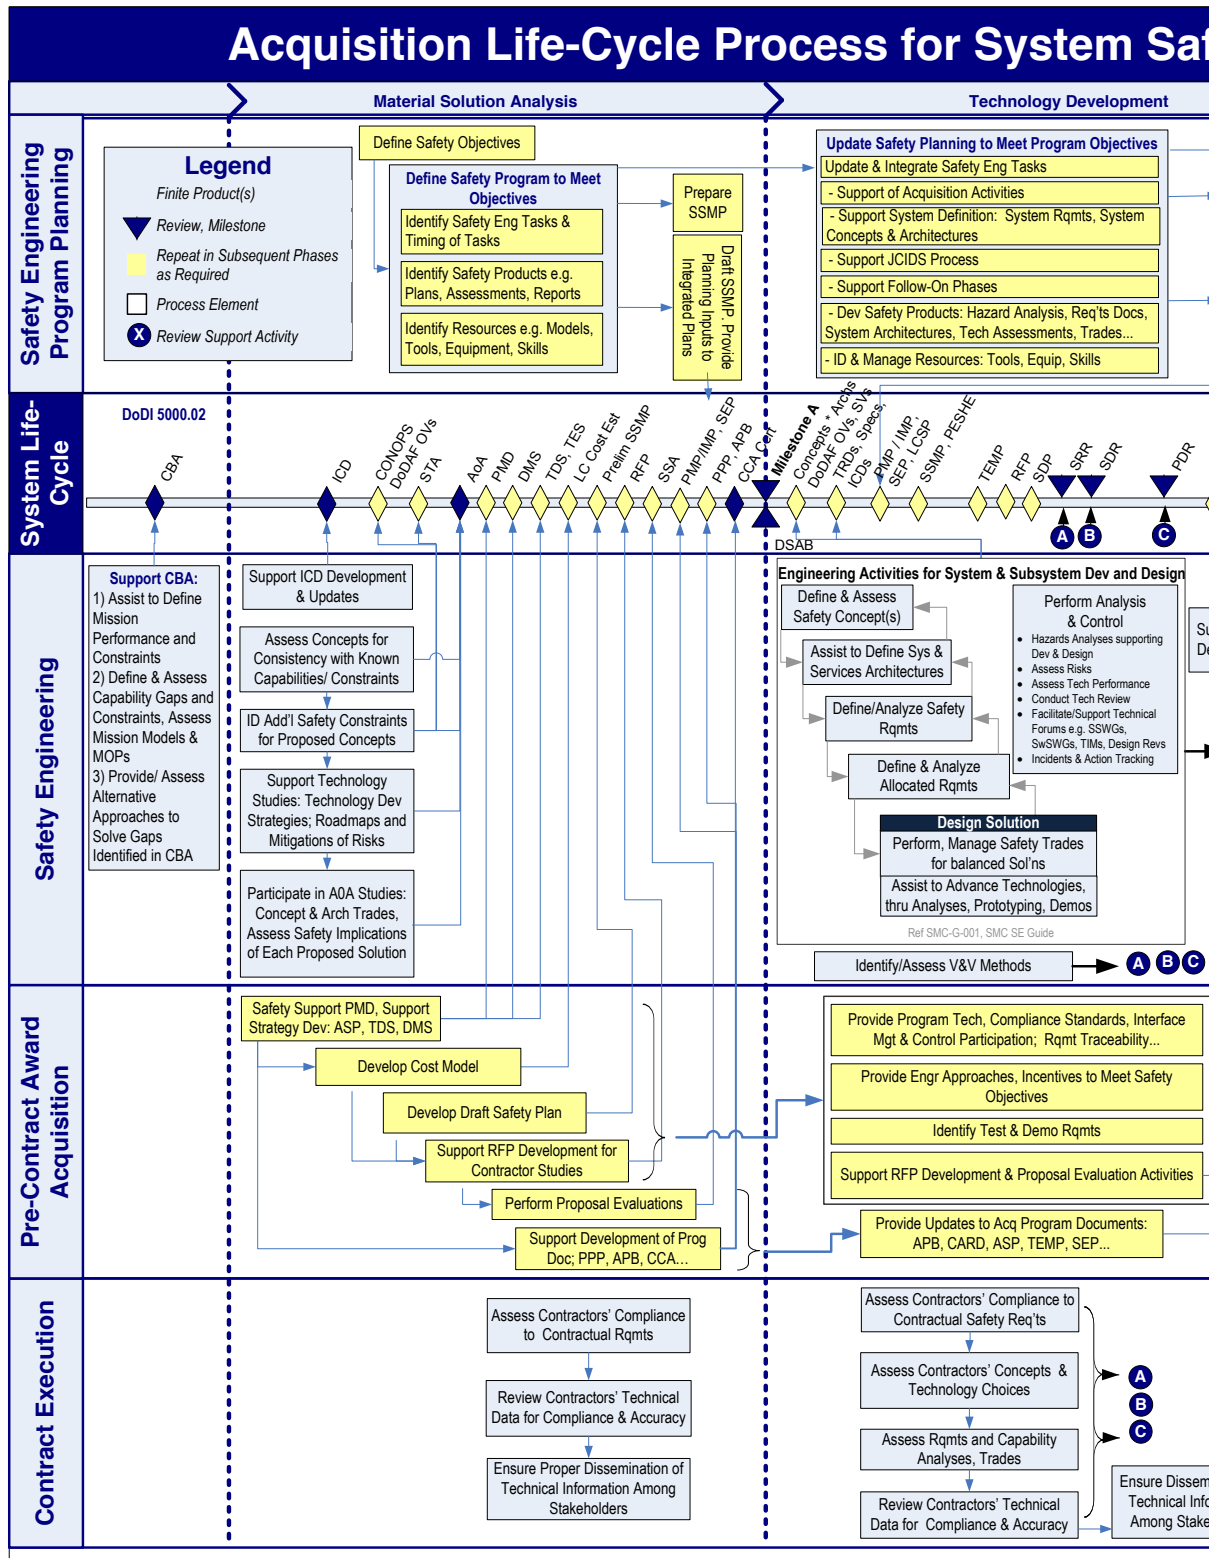 Acquisition Life-Cycle Process for System Saf
Material Solution Analysis
Technology Development
Safety Engineering
Program Planning
Legend
Finite Product(s)
Review, Milestone
Repeat in Subsequent Phases
as Required
Process Element
X
Review Support Activity
Define Safety Objectives
Define Safety Program to Meet
Objectives
Identify Safety Eng Tasks &
Timing of Tasks
Identify Safety Products e.g.
Plans, Assessments, Reports
Identify Resources e.g. Models,
Tools, Equipment, Skills
Prepare
SSMP
Draft SSMP. Provide
Planning Inputs to
Integrated Plans
Update Safety Planning to Meet Program Objectives
Update & Integrate Safety Eng Tasks
- Support of Acquisition Activities
- Support System Definition: System Rqmts, System
Concepts & Architectures
- Support JCIDS Process
- Support Follow-On Phases
- Dev Safety Products: Hazard Analysis, Req'ts Docs,
System Architectures, Tech Assessments, Trades...
- ID & Manage Resources: Tools, Equip, Skills
System Life-
Cycle
DoDI 5000.02
CBA
ICD
CONOPS
DoDAF OVs
STA
AoA
PMD
DMS
TDS, TES
LC Cost Est
Prelim SSMP
RFP
SSA
PMP/IMP, SEP
PPP, APB
CCA Cert
Milestone A
Concepts * Archs
DoDAF OVs, SVs
TRDs, Specs,
ICDs
PMP / IMP,
SEP, LCSP
SSMP, PESHE
TEMP
RFP
SDP
SRR
SDR
PDR
A
B
C
DSAB
Safety Engineering
Support CBA:
1) Assist to Define
Mission
Performance and
Constraints
2) Define & Assess
Capability Gaps and
Constraints, Assess
Mission Models &
MOPs
3) Provide/ Assess
Alternative
Approaches to
Solve Gaps
Identified in CBA
Support ICD Development
& Updates
Assess Concepts for
Consistency with Known
Capabilities/ Constraints
ID Add'l Safety Constraints
for Proposed Concepts
Support Technology
Studies: Technology Dev
Strategies; Roadmaps and
Mitigations of Risks
Participate in A0A Studies:
Concept & Arch Trades,
Assess Safety Implications
of Each Proposed Solution
Engineering Activities for System & Subsystem Dev and Design
Define & Assess
Safety Concept(s)
Assist to Define Sys &
Services Architectures
Define/Analyze Safety
Rqmts
Define & Analyze
Allocated Rqmts
Design Solution
Perform, Manage Safety Trades
for balanced Sol'ns
Assist to Advance Technologies,
thru Analyses, Prototyping, Demos
Ref SMC-G-001, SMC SE Guide
Perform Analysis
& Control
• Hazards Analyses supporting
Dev & Design
• Assess Risks
• Assess Tech Performance
• Conduct Tech Review
• Facilitate/Support Technical
Forums e.g. SSWGs,
SwSWGs, TIMs, Design Revs
• Incidents & Action Tracking
Su
De
Identify/Assess V&V Methods
A
B
C
Pre-Contract Award
Acquisition
Safety Support PMD, Support
Strategy Dev: ASP, TDS, DMS
Develop Cost Model
Develop Draft Safety Plan
Support RFP Development for
Contractor Studies
Perform Proposal Evaluations
Support Development of Prog
Doc; PPP, APB, CCA...
Provide Program Tech, Compliance Standards, Interface
Mgt & Control Participation; Rqmt Traceability...
Provide Engr Approaches, Incentives to Meet Safety
Objectives
Identify Test & Demo Rqmts
Support RFP Development & Proposal Evaluation Activities
Provide Updates to Acq Program Documents:
APB, CARD, ASP, TEMP, SEP...
Contract Execution
Assess Contractors' Compliance
to Contractual Rqmts
Review Contractors' Technical
Data for Compliance & Accuracy
Ensure Proper Dissemination of
Technical Information Among
Stakeholders
Assess Contractors' Compliance to
Contractual Safety Req'ts
Assess Contractors' Concepts &
Technology Choices
Assess Rqmts and Capability
Analyses, Trades
Review Contractors' Technical
Data for Compliance & Accuracy
A
B
C
Ensure Dissem
Technical Info
Among Stake